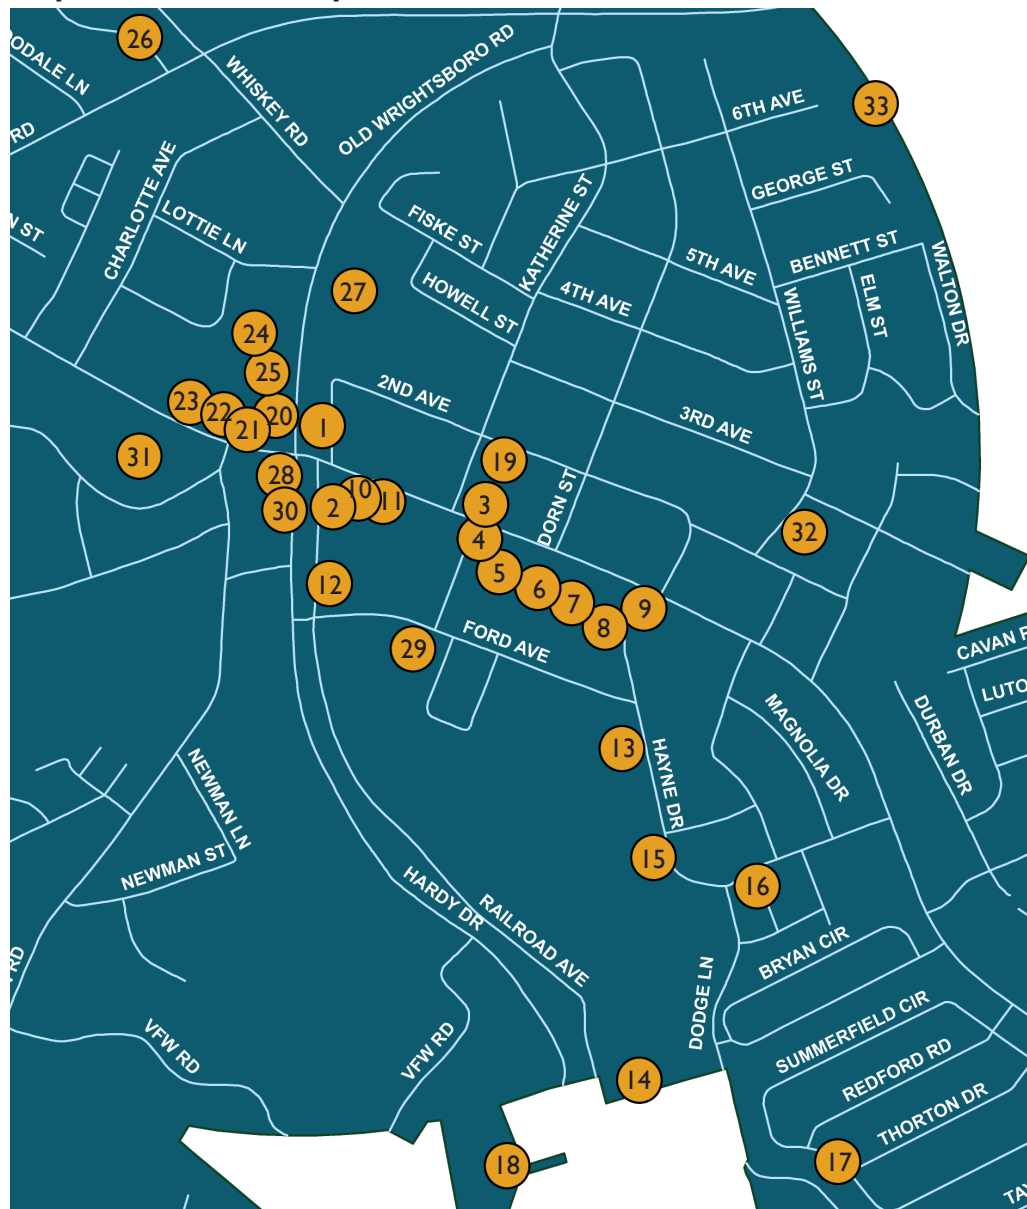 26
ODALE LN
WHISKEY RD
OLD WRIGHTSBORO RD
6TH AVE
33
RD
CHARLOTTE AVE
GEORGE ST
LOTTIE LN
FISKE ST
KATHERINE ST
N ST
BENNETT ST
WALTON DR
5TH AVE
27
HOWELL ST
4TH AVE
ELM ST
WILLIAMS ST
24
25
23
22
21
20
1
2ND AVE
3RD AVE
31
19
28
30
2
10
11
3
DORN ST
32
4
5
6
7
8
9
12
29
FORD AVE
CAVAN
LUTO
13
HAYNE DR
MAGNOLIA DR
DURBAN DR
NEWMAN LN
NEWMAN ST
15
16
HARDY DR
RAILROAD AVE
BRYAN CIR
RD
DODGE LN
SUMMERFIELD CIR
VFW RD
VFW RD
REDFORD RD
14
THORTON DR
18
17
TA